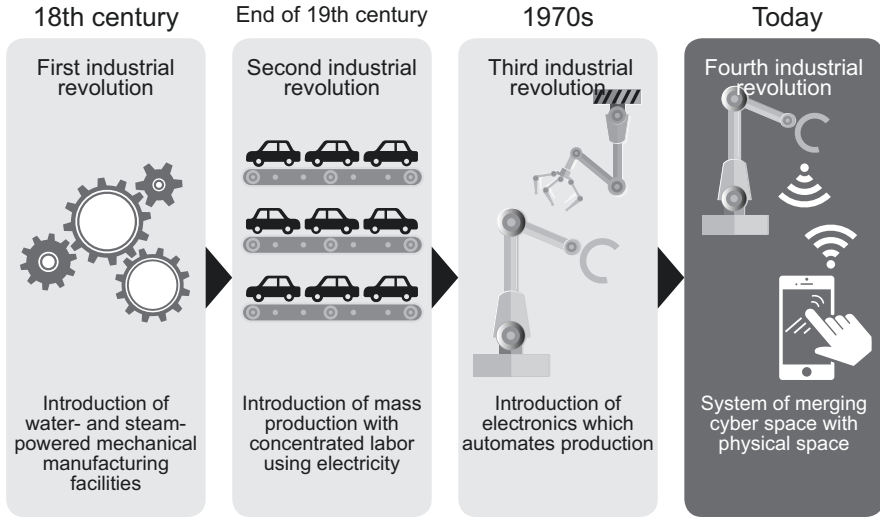 18th century
First industrial
revolution
Introduction of
water- and steam-
powered mechanical
manufacturing
facilities
End of 19th century
Second industrial
revolution
Introduction of mass
production with
concentrated labor
using electricity
1970s
Third industrial
revolution
Introduction of
electronics which
automates production
Today
Fourth industrial
revolution
System of merging
cyber space with
physical space